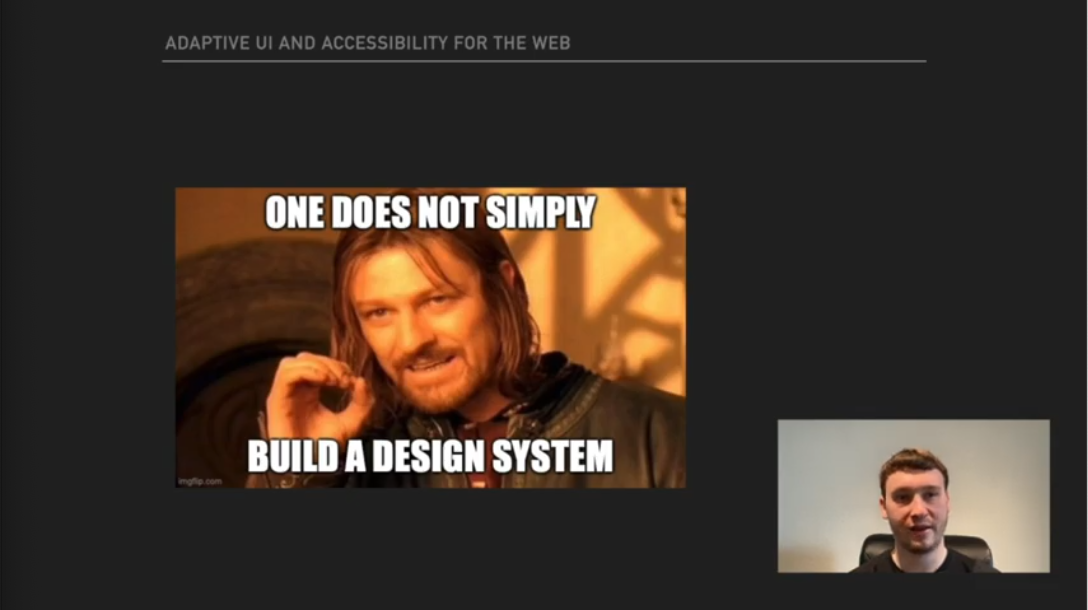 ADAPTIVE UI AND ACCESSIBILITY FOR THE WEB
ONE DOES NOT SIMPLY
BUILD A DESIGN SYSTEM
imgflip.com